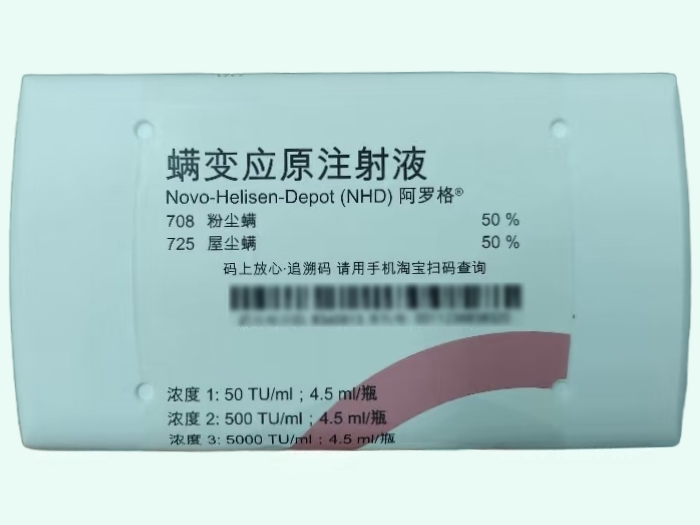 螨变应原注射液
Novo-Helisen-Depot (NHD) 阿罗格®
708 粉尘螨 50 %
725 屋尘螨 50 %
码上放心·追溯码 请用手机淘宝扫码查询
浓度 1: 50 TU/ml；4.5 ml/瓶
浓度 2: 500 TU/ml；4.5 ml/瓶
浓度 3: 5000 TU/ml；4.5 ml/瓶